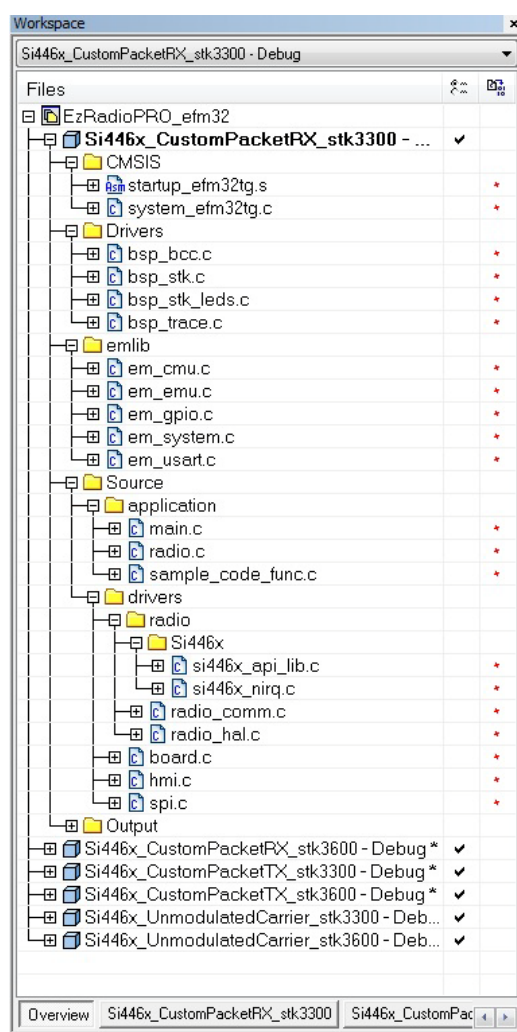 Workspace
Si446x_CustomPacketRX_stk3300 - Debug
Files
EzRadioPRO_efm32
Si446x_CustomPacketRX_stk3300 - ...
CMSIS
startup_efm32tg.s
system_efm32tg.c
Drivers
bsp_bcc.c
bsp_stk.c
bsp_stk_leds.c
bsp_trace.c
emlib
em_cmu.c
em_emu.c
em_gpio.c
em_system.c
em_usart.c
Source
application
main.c
radio.c
sample_code_func.c
drivers
radio
Si446x
si446x_api_lib.c
si446x_nirq.c
radio_comm.c
radio_hal.c
board.c
hmi.c
spi.c
Output
Si446x_CustomPacketRX_stk3600 - Debug *
Si446x_CustomPacketTX_stk3300 - Debug *
Si446x_CustomPacketTX_stk3600 - Debug *
Si446x_UnmodulatedCarrier_stk3300 - Deb...
Si446x_UnmodulatedCarrier_stk3600 - Deb...
Overview Si446x_CustomPacketRX_stk3300 Si446x_CustomPac